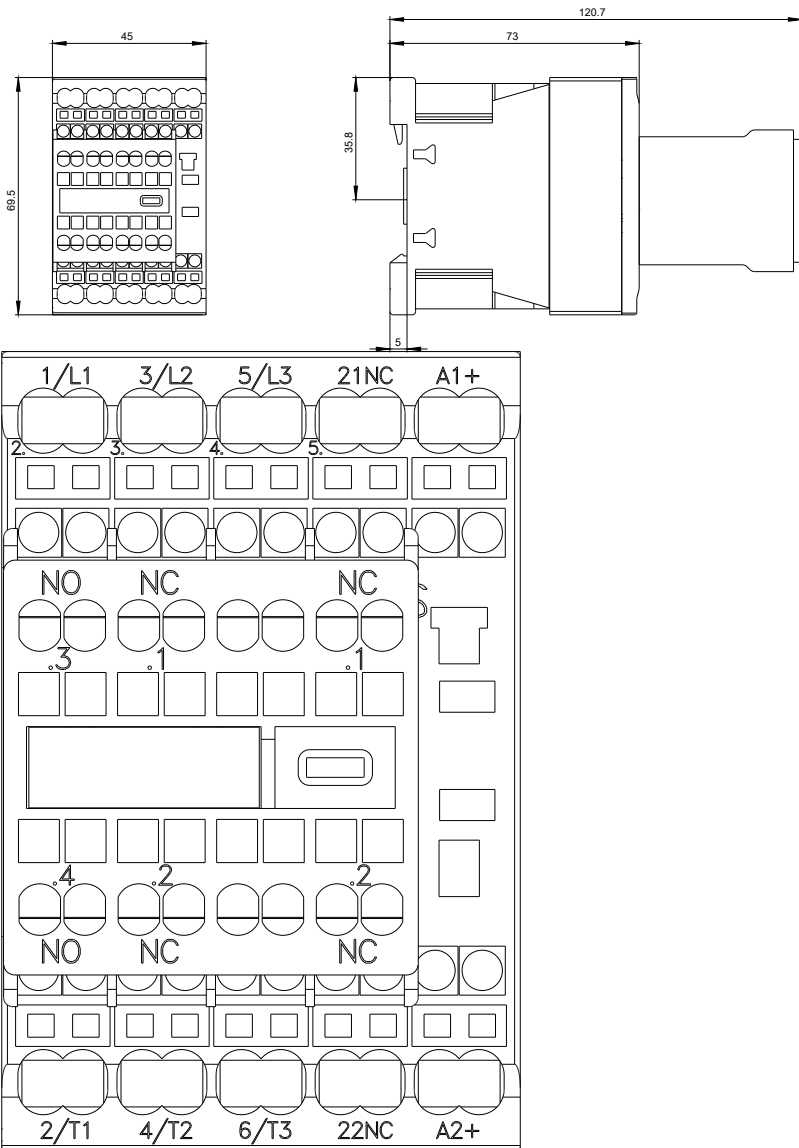 120.7
45
73
35.8
69.5
5
1/L1 3/L2 5/L3 21NC A1+
2. 3. 4. 5.
NO NC NC
.3 .1 .1
.4 .2 .2
NO NC NC
2/T1 4/T2 6/T3 22NC A2+